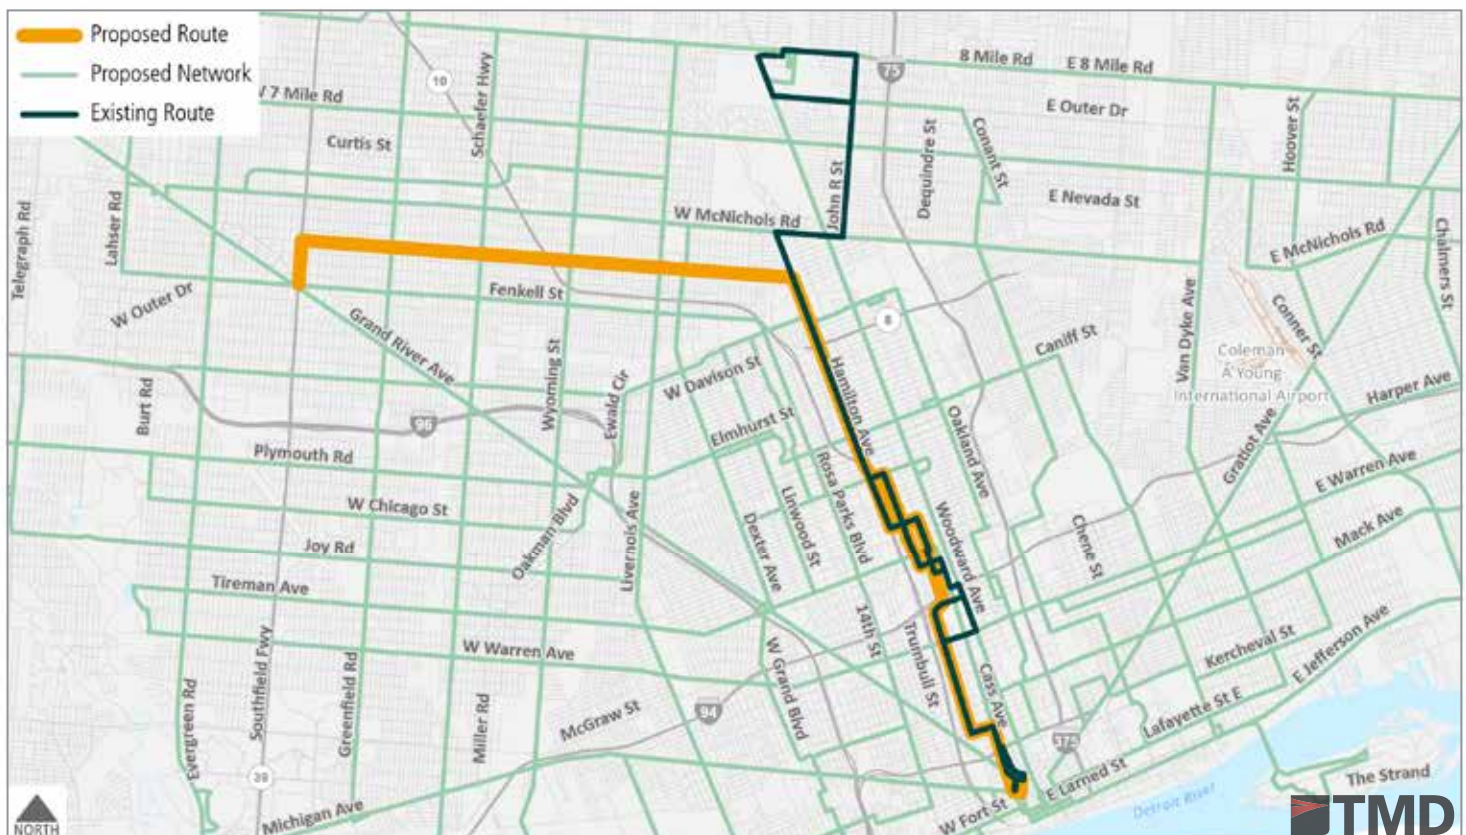 Proposed Route
Proposed Network
Existing Route
10
75
8 Mile Rd
E 8 Mile Rd
7 Mile Rd
Schaefer Hwy
E Outer Dr
Hoover St
Curtis St
Dequindre St
Conant St
John R St
Lahser Rd
Telegraph Rd
E Nevada St
W McNichols Rd
E McNichols Rd
Chalmers St
W Outer Dr
Fenkell St
Grand River Ave
8
Van Dyke Ave
Conner St
Caniff St
Coleman
A Young
International Airport
Harper Ave
Burt Rd
Wyoming St
Ewald Cir
W Davison St
Hamilton Ave
96
Elmhurst St
Oakland Ave
Gratiot Ave
Plymouth Rd
W Chicago St
Joy Rd
Oakman Blvd
Livernois Ave
Dexter Ave
Linwood St
Rosa Parks Blvd
Woodward Ave
Chene St
E Warren Ave
Mack Ave
Tireman Ave
W Warren Ave
14th St
Trumbull St
Cass Ave
W Grand Blvd
Kercheval St
E Jefferson Ave
Lafayette St E
Evergreen Rd
Southfield Fwy
Greenfield Rd
Miller Rd
McGraw St
94
39
375
Michigan Ave
W Fort St
E Larned St
Detroit River
The Strand
NORTH
TMD